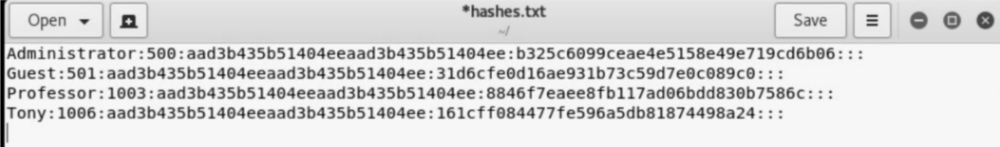 Open
*hashes.txt
~/
Save
Administrator:500:aad3b435b51404eeaad3b435b51404ee:b325c6099ceae4e5158e49e719cd6b06:::
Guest:501:aad3b435b51404eeaad3b435b51404ee:31d6cfe0d16ae931b73c59d7e0c089c0:::
Professor:1003:aad3b435b51404eeaad3b435b51404ee:8846f7eaee8fb117ad06bdd830b7586c:::
Tony:1006:aad3b435b51404eeaad3b435b51404ee:161cff084477fe596a5db81874498a24:::